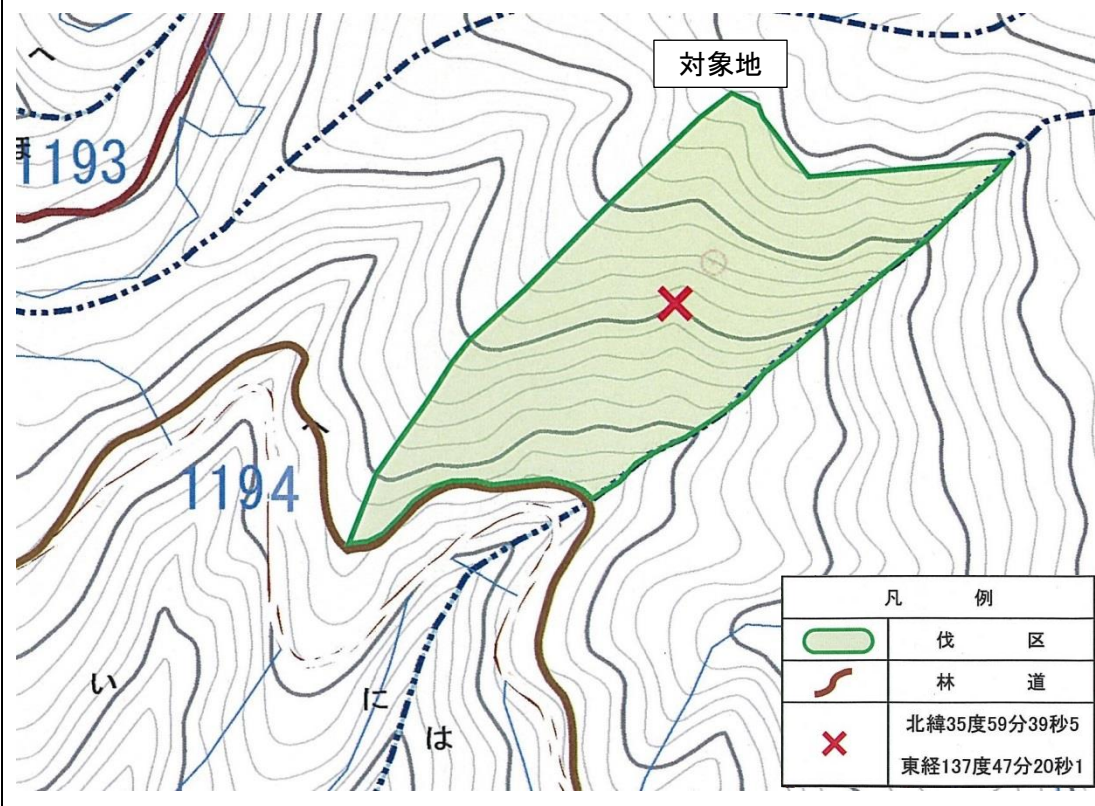 へ
対象地
ほ
1193
へ
1194
い
に
は
凡　　例
伐　　区
林　　道
北緯35度59分39秒5
東経137度47分20秒1